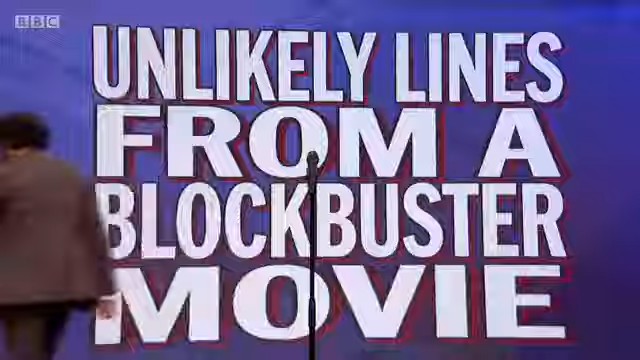 BBC
UNLIKELY LINES
FROM A
BLOCKBUSTER
MOVIE